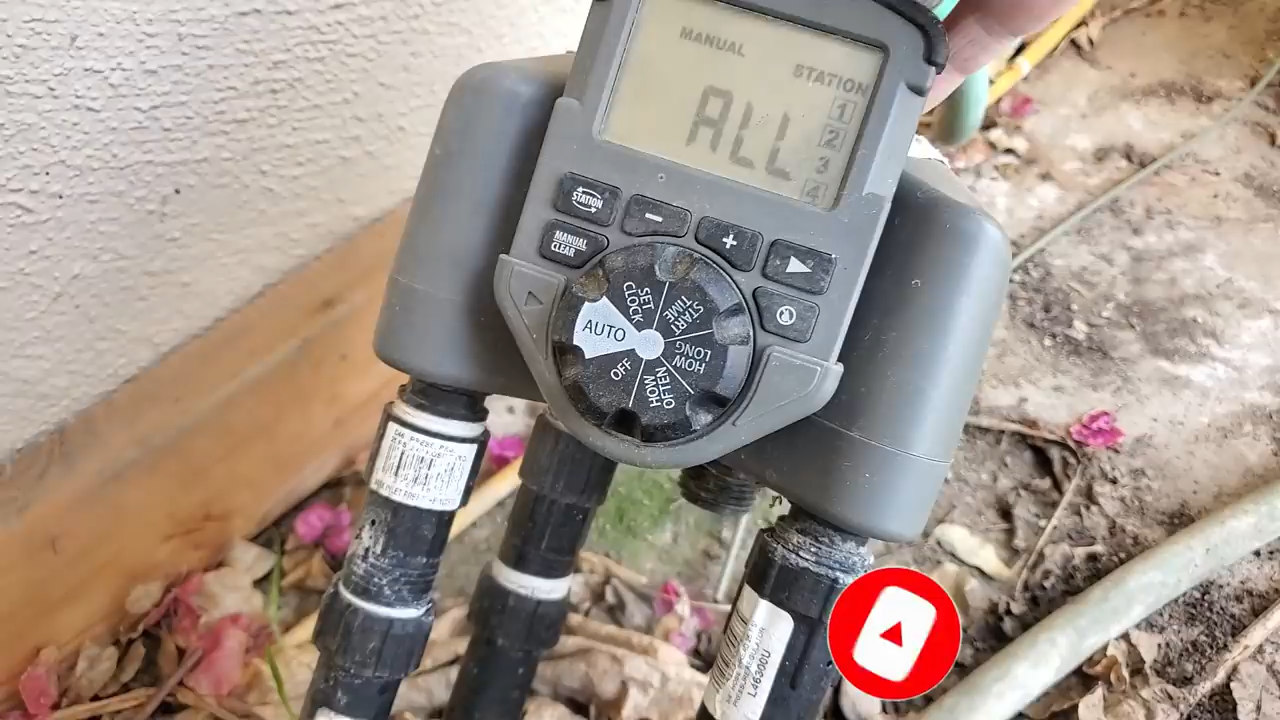 MANUAL
STATION
ALL
1
2
3
4
STATION
-
+
MANUAL
CLEAR
SET
CLOCK
START
TIME
AUTO
HOW
LONG
OFF
HOW
OFTEN
L46300U